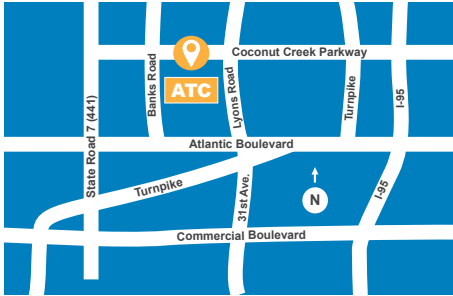 Coconut Creek Parkway
Banks Road
ATC
Lyons Road
Turnpike
I-95
State Road 7 (441)
Atlantic Boulevard
Turnpike
31st Ave.
N
I-95
Commercial Boulevard